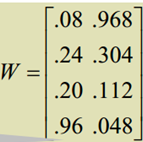 .08 .968
.24 .304
W =
.20 .112
.96 .048